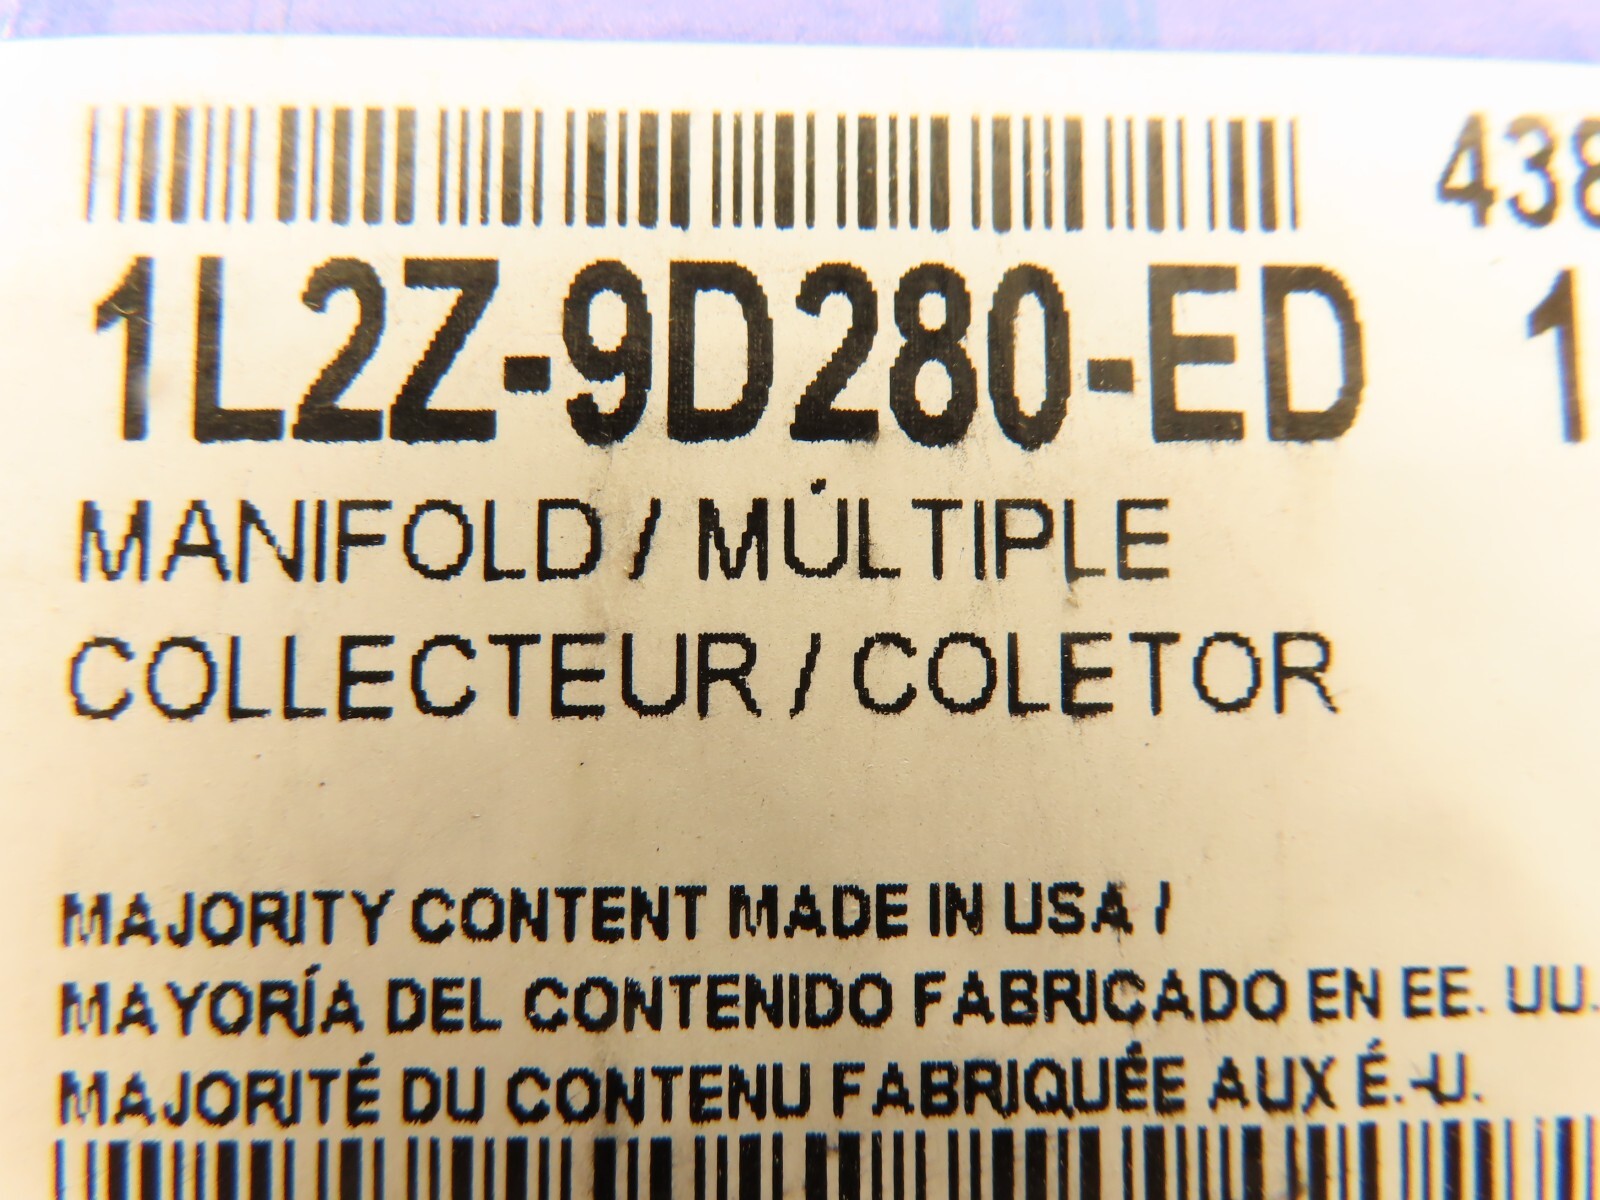 438
1L2Z-9D280-ED 1
MANIFOLD / MÚLTIPLE
COLLECTEUR / COLETOR
MAJORITY CONTENT MADE IN USA /
MAYORÍA DEL CONTENIDO FABRICADO EN EE. UU.
MAJORITÉ DU CONTENU FABRIQUÉE AUX É.-U.